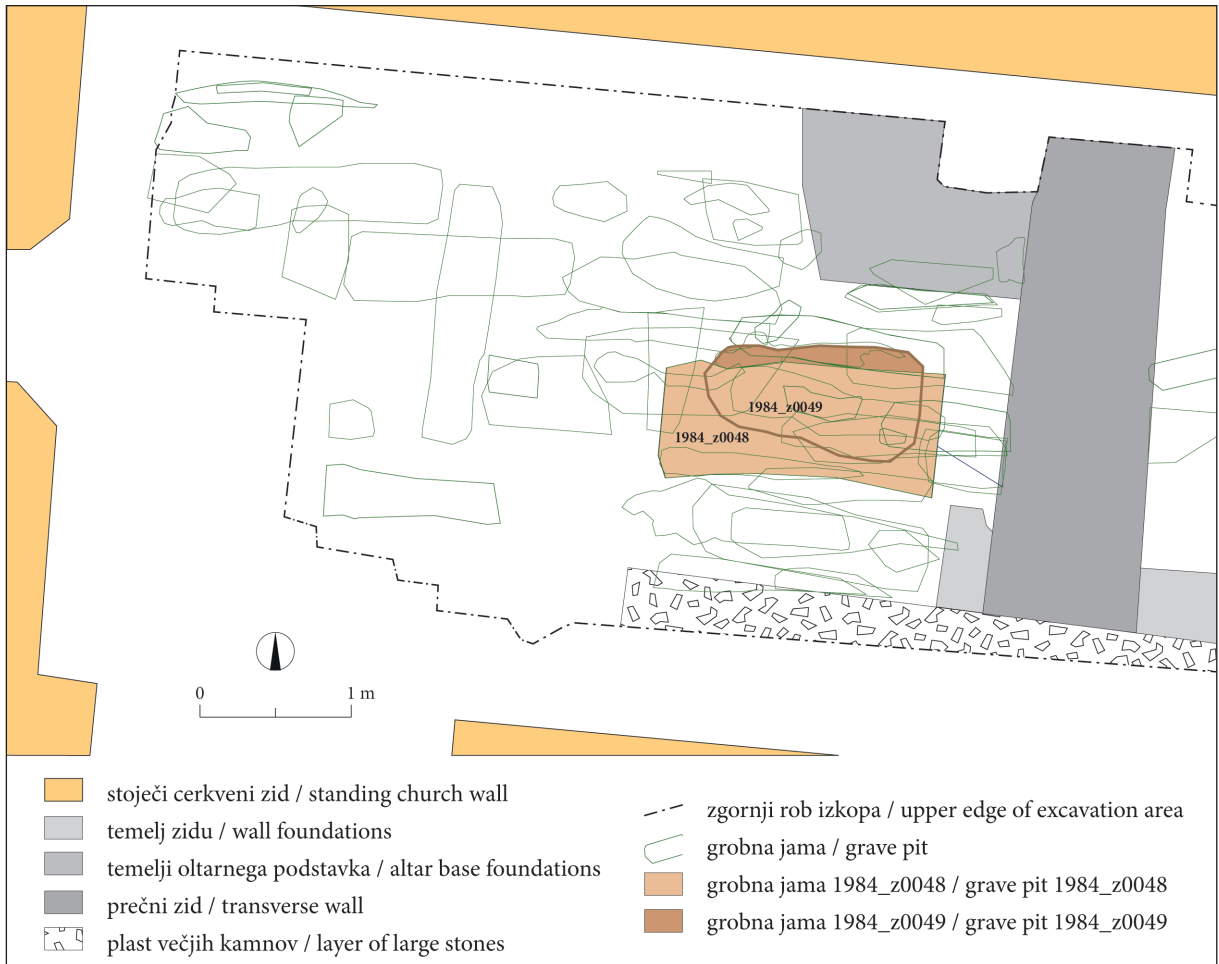 1984_z0049
1984_z0048
0 1 m
stoječi cerkveni zid / standing church wall
temelj zidu / wall foundations
temelji oltarnega podstavka / altar base foundations
prečni zid / transverse wall
plast večjih kamnov / layer of large stones
zgornji rob izkopa / upper edge of excavation area
grobna jama / grave pit
grobna jama 1984_z0048 / grave pit 1984_z0048
grobna jama 1984_z0049 / grave pit 1984_z0049